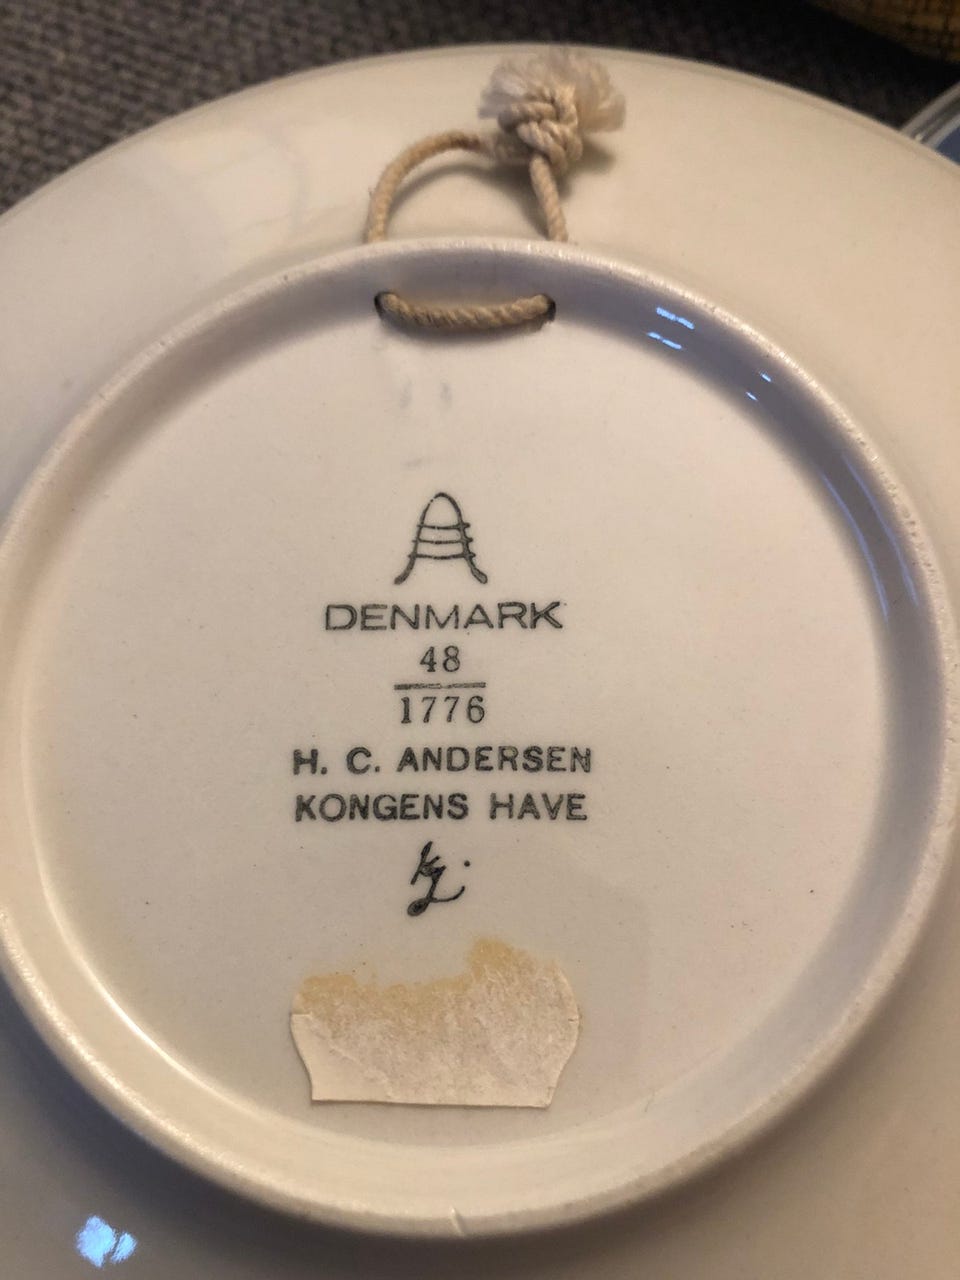 DENMARK
48
1776
H. C. ANDERSEN
KONGENS HAVE